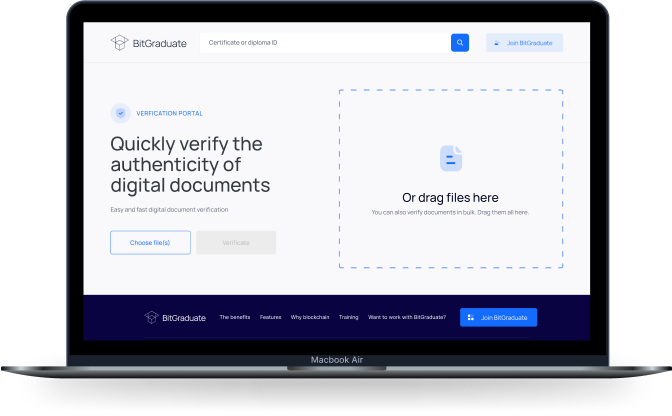 BitGraduate
Certificate or diploma ID
Join BitGraduate
VERFICATION PORTAL
Quickly verify the
authenticity of
digital documents
Easy and fast digital document verification
Choose file(s)
Verificate
Or drag files here
You can also verify documents in bulk. Drag them all here.
BitGraduate
The benefits
Features
Why blockchain
Training
Want to work with BitGraduate?
Join BitGraduate
Macbook Air